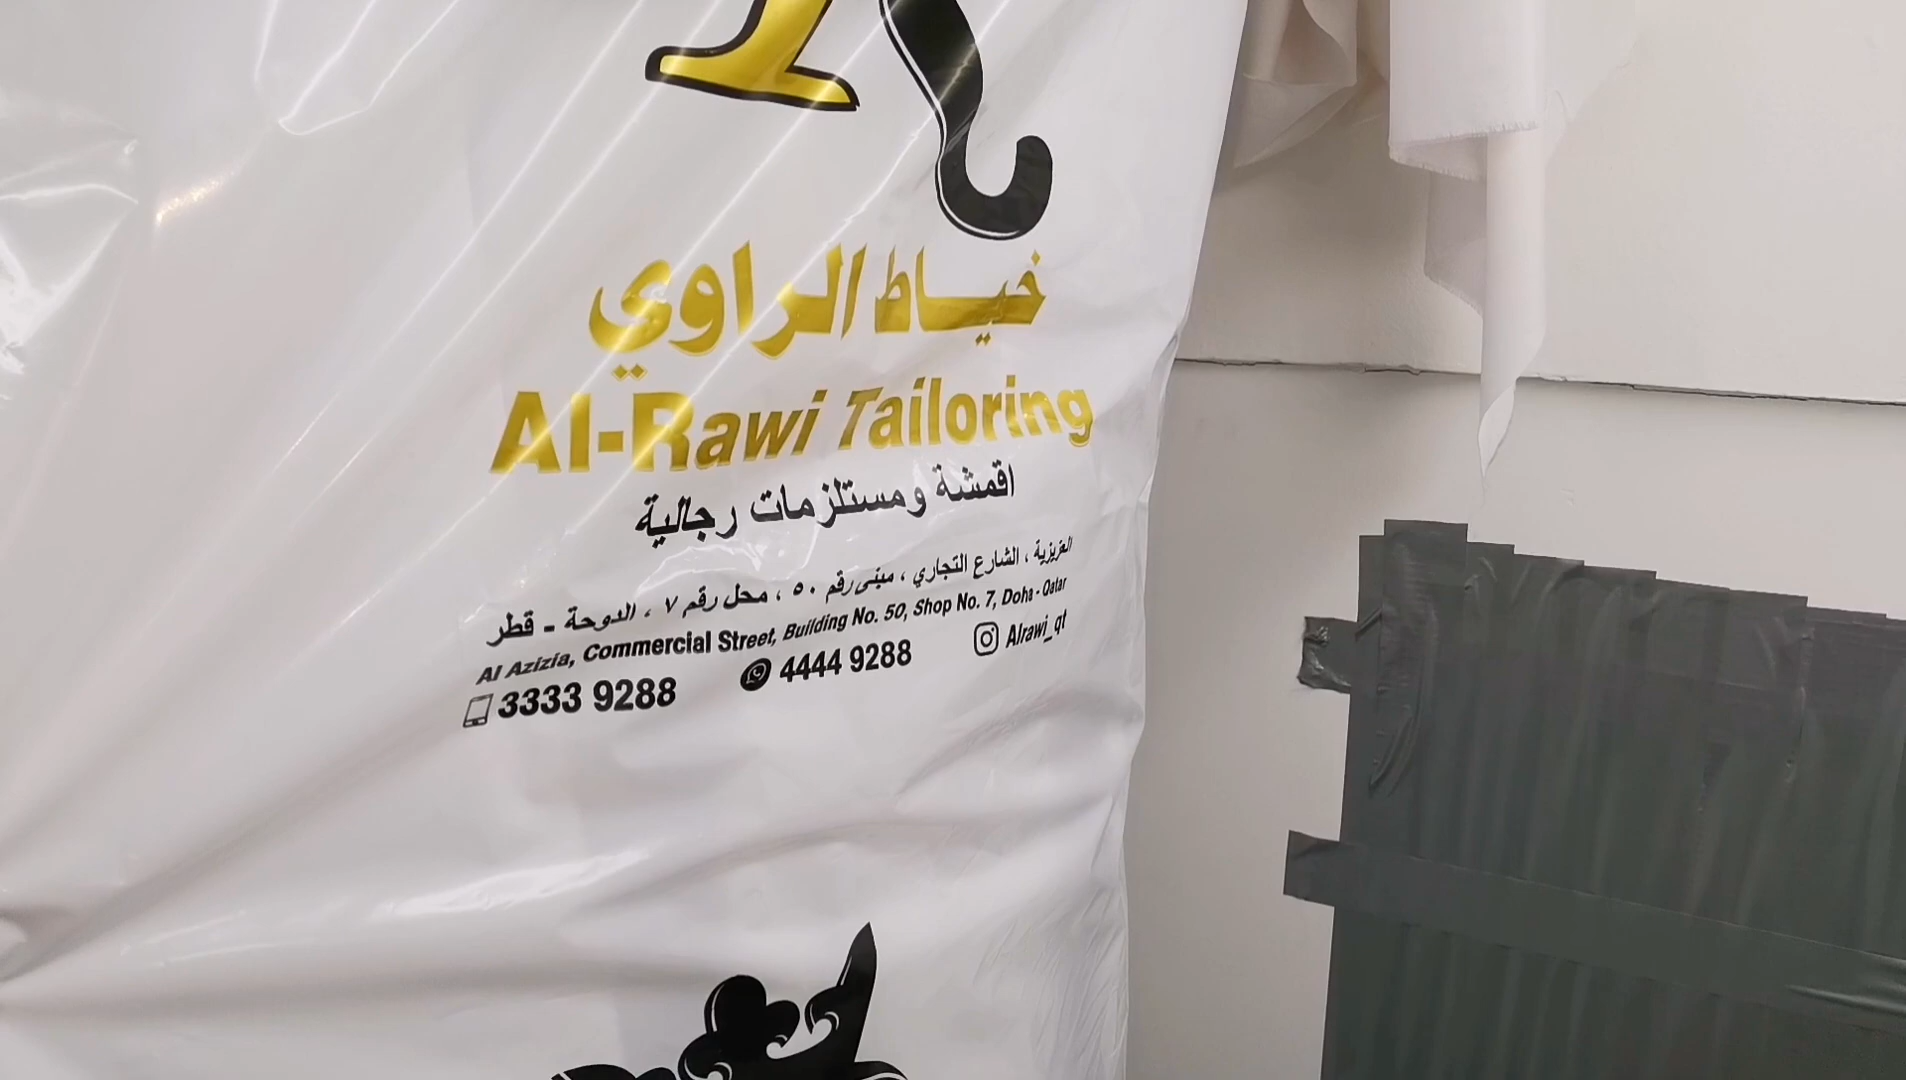 خياط الراوي
Al-Rawi Tailoring
اقمشة ومستلزمات رجالية
العزيزية ، الشارع التجاري ، مبنى رقم ٥٠ ، محل رقم ٧ ، الدوحة - قطر
Al Azizia, Commercial Street, Building No. 50, Shop No. 7, Doha - Qatar
3333 9288 4444 9288 Alrawi_qt